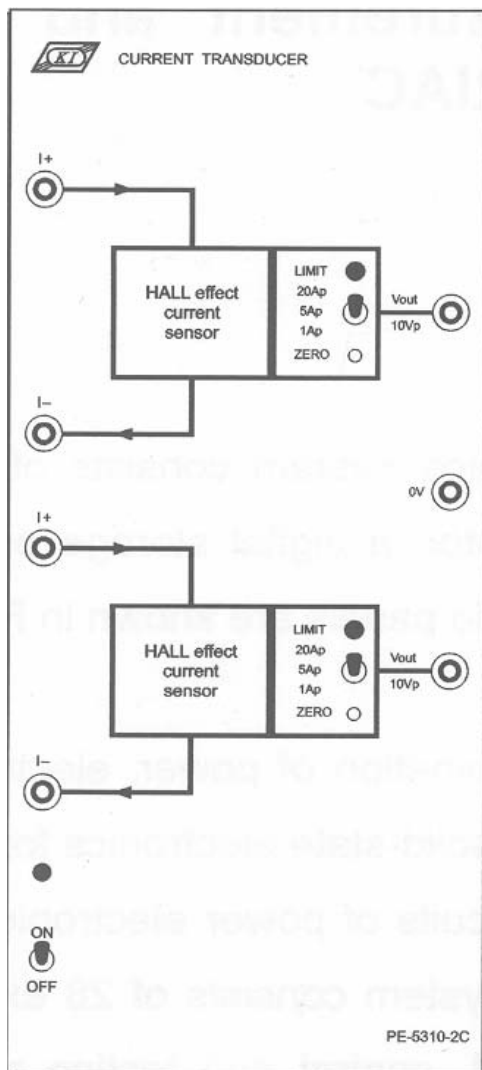 KI CURRENT TRANSDUCER
I+
HALL effect
current
sensor
LIMIT
20Ap
5Ap
1Ap
ZERO
Vout
10Vp
I-
0V
I+
HALL effect
current
sensor
LIMIT
20Ap
5Ap
1Ap
ZERO
Vout
10Vp
I-
ON
OFF
PE-5310-2C